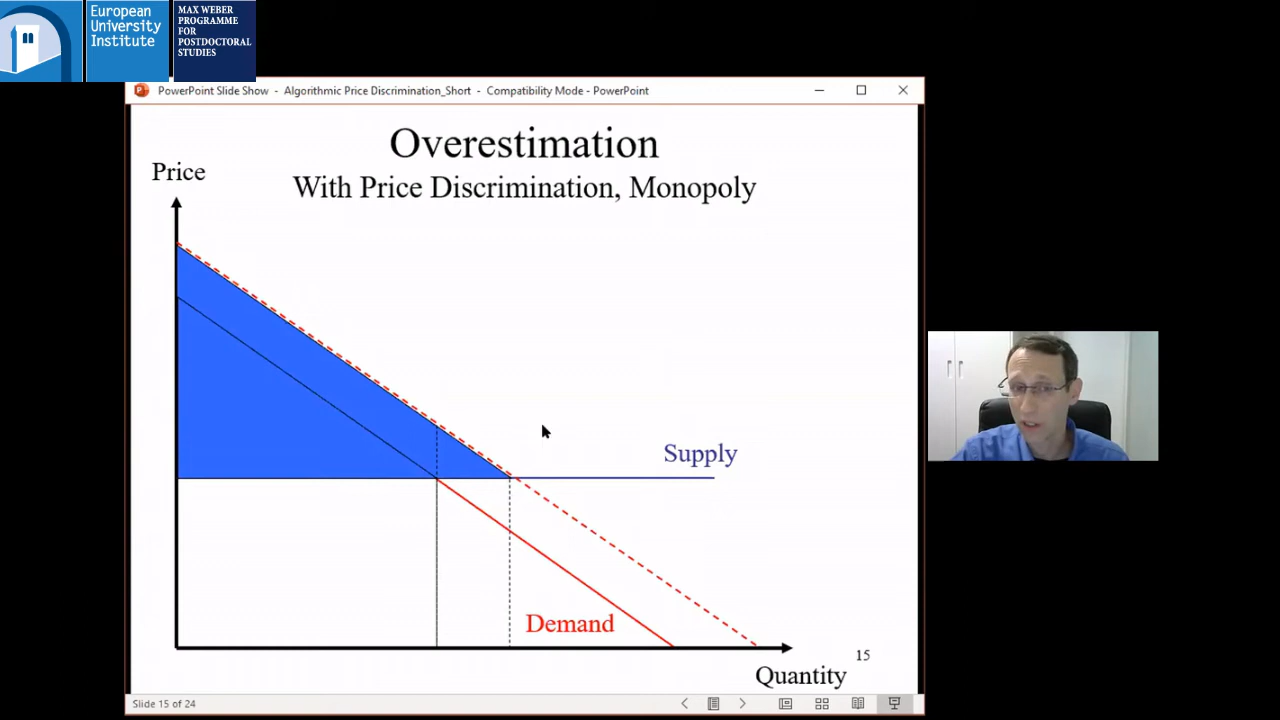 European
University
Institute
MAX WEBER
PROGRAMME
FOR
POSTDOCTORAL
STUDIES
PowerPoint Slide Show - Algorithmic Price Discrimination_Short - Compatibility Mode - PowerPoint
Overestimation
With Price Discrimination, Monopoly
Price
Supply
Demand
15
Quantity
Slide 15 of 24